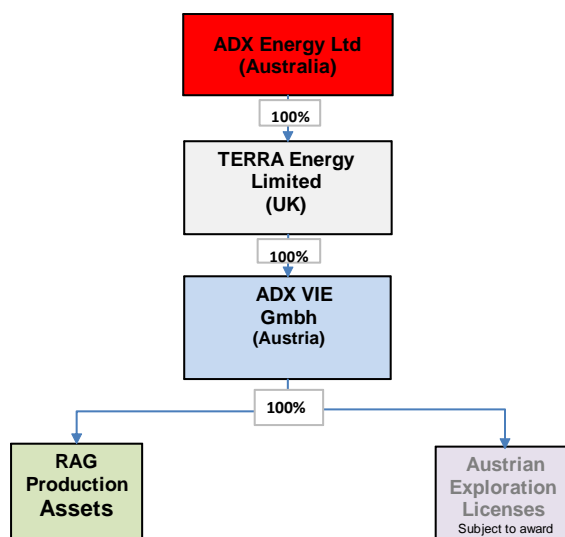 ADX Energy Ltd
(Australia)
100%
TERRA Energy
Limited
(UK)
100%
ADX VIE
Gmbh
(Austria)
100%
RAG
Production
Assets
Austrian
Exploration
Licenses
Subject to award